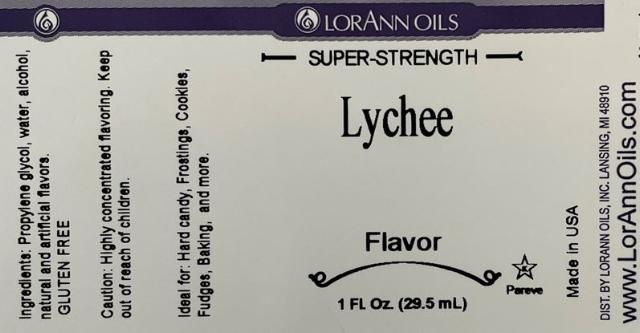 LORANN OILS
SUPER-STRENGTH
Lychee
Flavor
1 FL Oz. (29.5 mL)
K
Pareve
Ingredients: Propylene glycol, water, alcohol,
natural and artificial flavors.
GLUTEN FREE
Caution: Highly concentrated flavoring. Keep
out of reach of children.
Ideal for: Hard candy, Frostings, Cookies,
Fudges, Baking, and more.
Made in USA
DIST. BY LORANN OILS, INC. LANSING, MI 48910
www.LorAnnOils.com